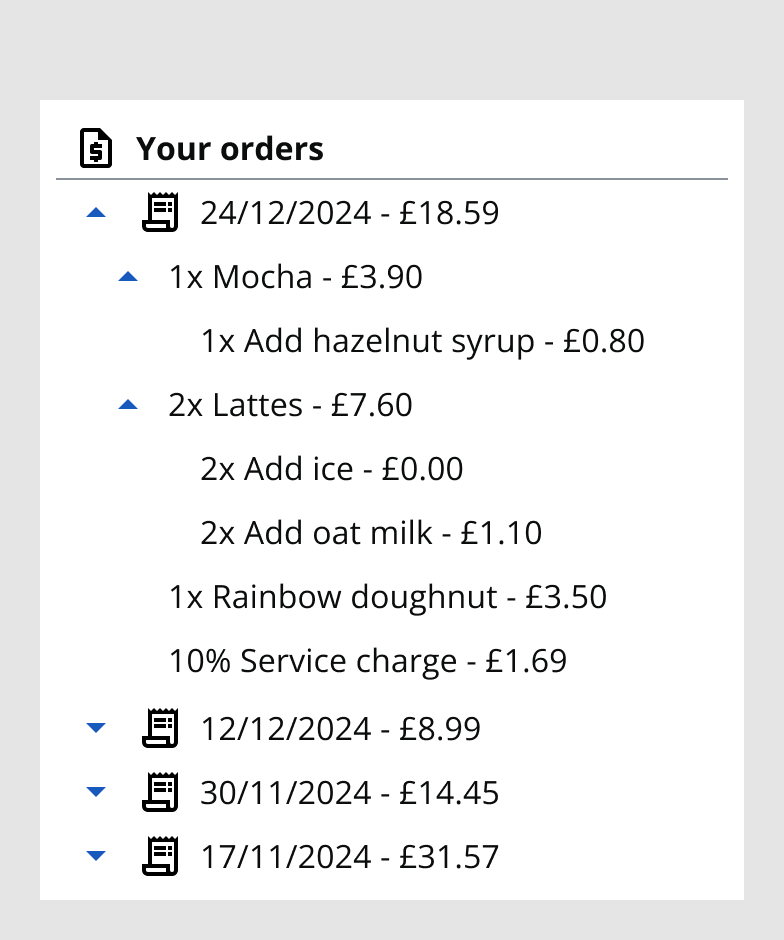 Your orders
24/12/2024 - £18.59
1x Mocha - £3.90
1x Add hazelnut syrup - £0.80
2x Lattes - £7.60
2x Add ice - £0.00
2x Add oat milk - £1.10
1x Rainbow doughnut - £3.50
10% Service charge - £1.69
12/12/2024 - £8.99
30/11/2024 - £14.45
17/11/2024 - £31.57